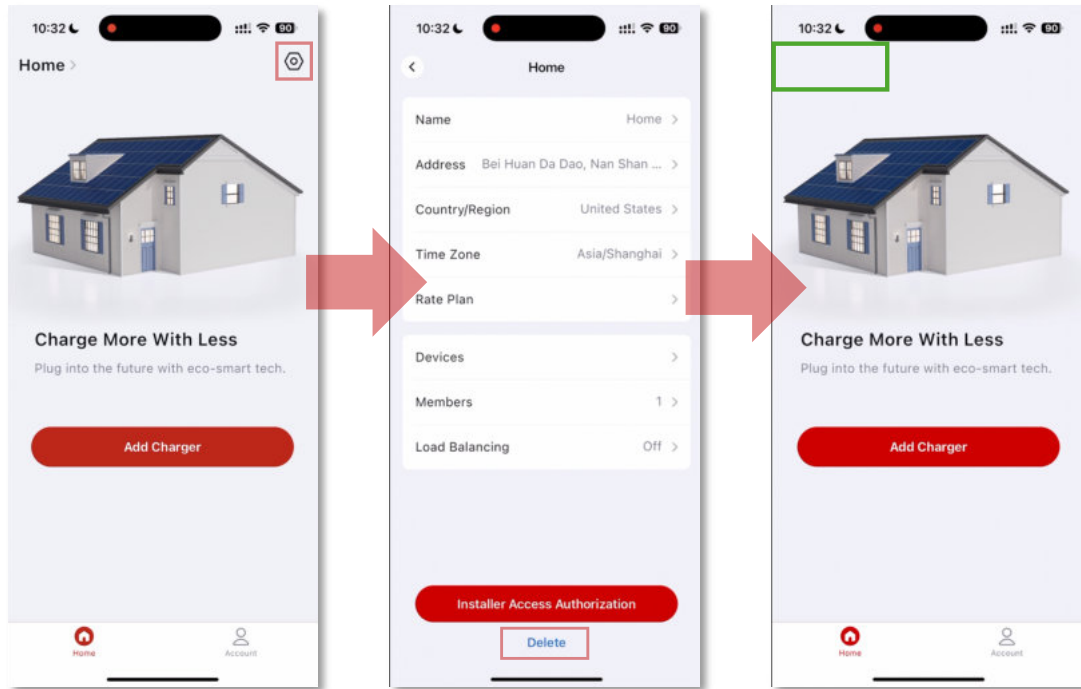 10:32
90
Home >
Charge More With Less
Plug into the future with eco-smart tech.
Add Charger
Home
Account
10:32
90
Home
Name Home >
Address Bei Huan Da Dao, Nan Shan ... >
Country/Region United States >
Time Zone Asia/Shanghai >
Rate Plan >
Devices >
Members 1 >
Load Balancing Off >
Installer Access Authorization
Delete
10:32
90
Charge More With Less
Plug into the future with eco-smart tech.
Add Charger
Home
Account